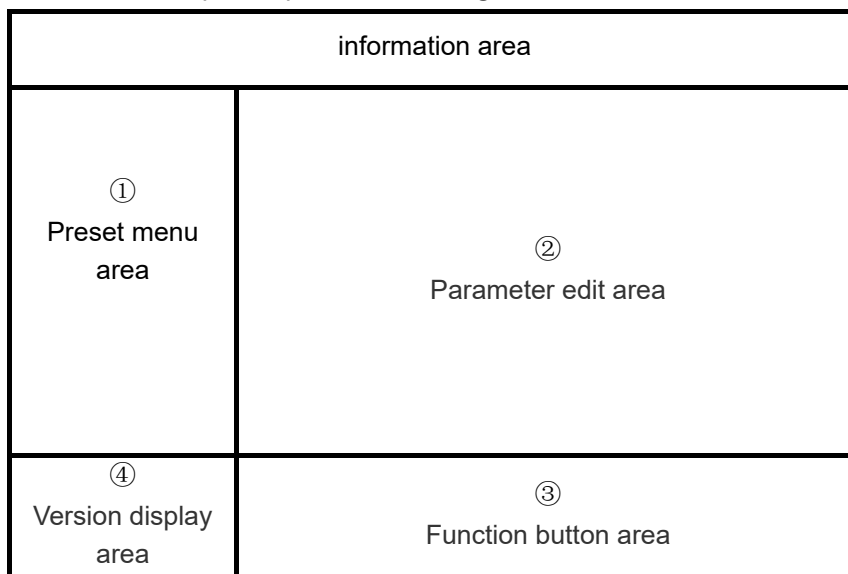 information area
①
Preset menu
area
②
Parameter edit area
④
Version display
area
③
Function button area